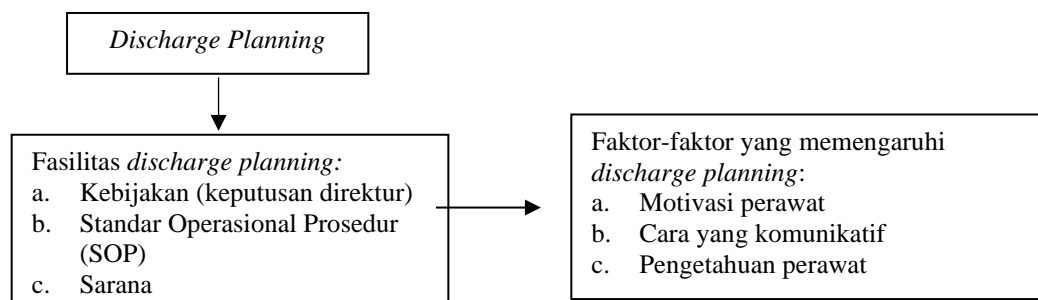 Discharge Planning
Fasilitas discharge planning:
a. Kebijakan (keputusan direktur)
b. Standar Operasional Prosedur
(SOP)
c. Sarana
Faktor-faktor yang memengaruhi
discharge planning:
a. Motivasi perawat
b. Cara yang komunikatif
c. Pengetahuan perawat